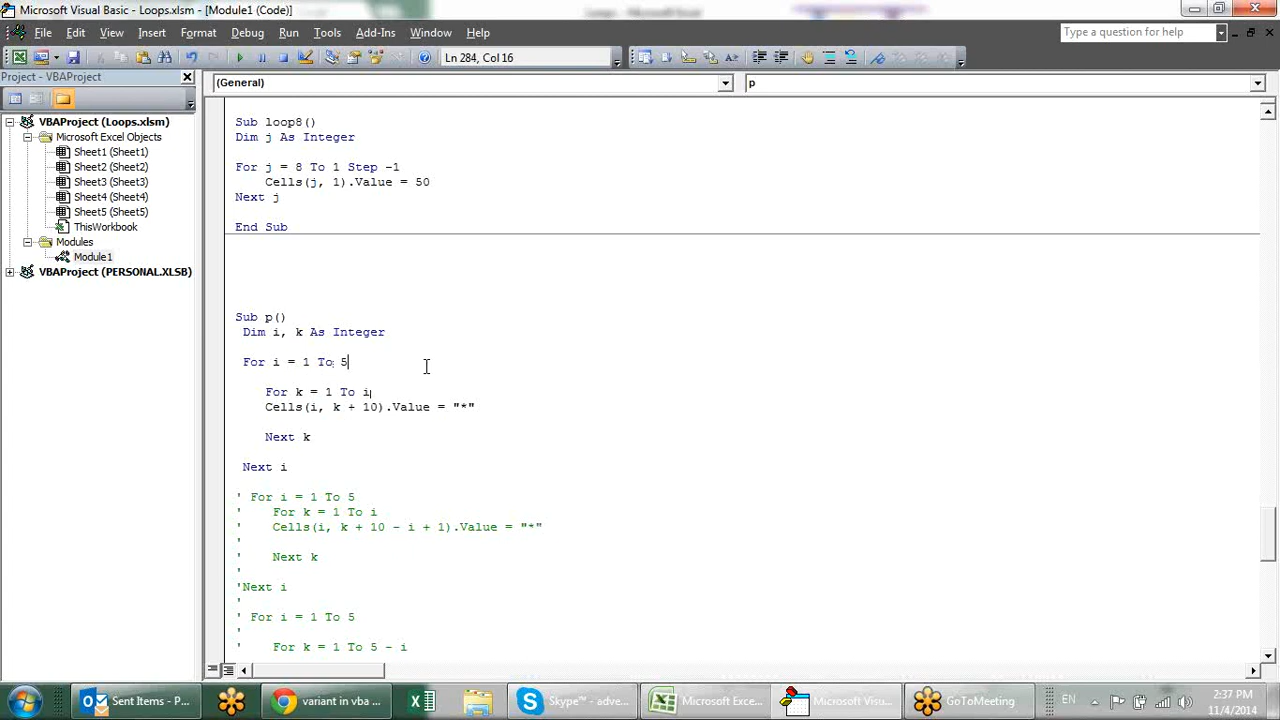 Microsoft Visual Basic - Loops.xlsm - [Module1 (Code)]
File Edit View Insert Format Debug Run Tools Add-Ins Window Help
Type a question for help
Ln 284, Col 16
Project - VBAProject
(General)
p
VBAProject (Loops.xlsm)
Microsoft Excel Objects
Sheet1 (Sheet1)
Sheet2 (Sheet2)
Sheet3 (Sheet3)
Sheet4 (Sheet4)
Sheet5 (Sheet5)
ThisWorkbook
Modules
Module1
VBAProject (PERSONAL.XLSB)
Sub loop8()
Dim j As Integer
For j = 8 To 1 Step -1
Cells(j, 1).Value = 50
Next j
End Sub
Sub p()
Dim i, k As Integer
For i = 1 To 5
For k = 1 To i
Cells(i, k + 10).Value = "*"
Next k
Next i
' For i = 1 To 5
' For k = 1 To i
' Cells(i, k + 10 - i + 1).Value = "*"
'
' Next k
'
'Next i
'
' For i = 1 To 5
'
' For k = 1 To 5 - i
Sent Items - P...
variant in vba ...
Skype™ - adve...
Microsoft Exce...
Microsoft Visu...
GoToMeeting
EN
2:37 PM
11/4/2014